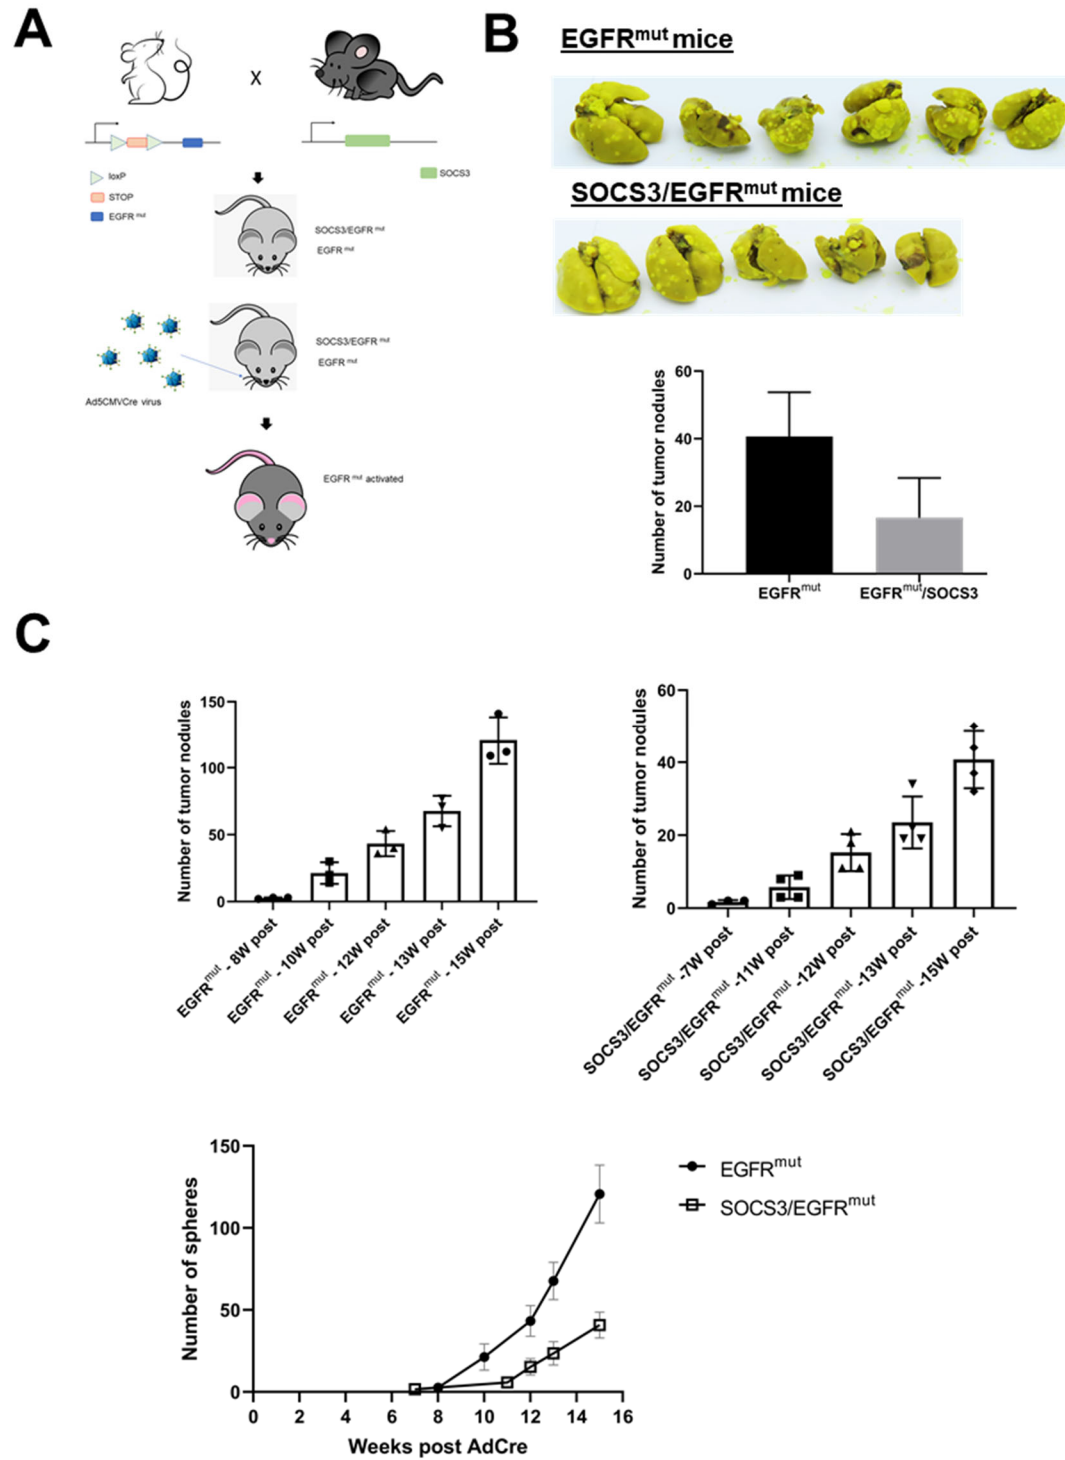 A
X
loxP
STOP
EGFR mut
SOCS3
SOCS3/EGFR mut
EGFR mut
SOCS3/EGFR mut
EGFR mut
Ad5CMVCre virus
EGFR mut activated
B
EGFRmut mice
SOCS3/EGFRmut mice
Number of tumor nodules
60
40
20
0
EGFRmut
EGFRmut/SOCS3
C
Number of tumor nodules
150
100
50
0
EGFRmut - 8W post
EGFRmut - 10W post
EGFRmut - 12W post
EGFRmut - 13W post
EGFRmut - 15W post
Number of tumor nodules
60
40
20
0
SOCS3/EGFRmut -7W post
SOCS3/EGFRmut -11W post
SOCS3/EGFRmut -12W post
SOCS3/EGFRmut -13W post
SOCS3/EGFRmut -15W post
Number of spheres
150
100
50
0
0 2 4 6 8 10 12 14 16
Weeks post AdCre
EGFRmut
SOCS3/EGFRmut